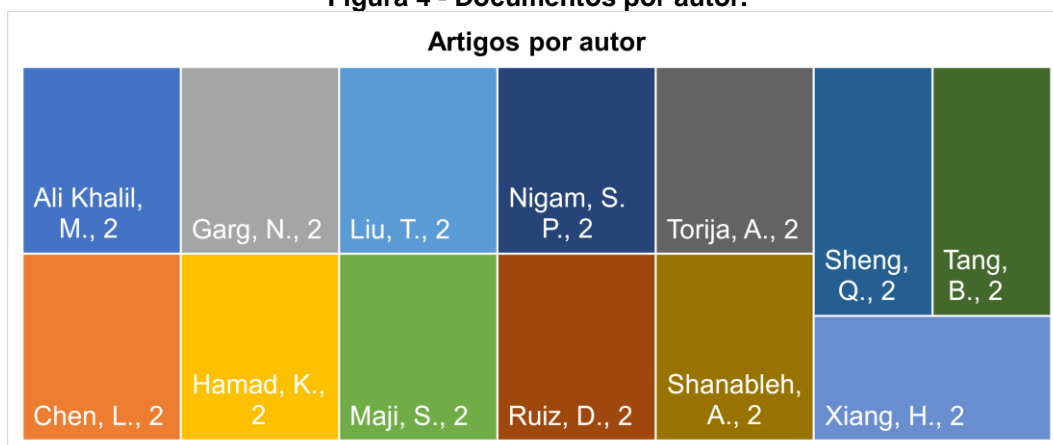 Figura 4 - Documentos por autor.
Artigos por autor
Ali Khalil,
M., 2
Garg, N., 2
Liu, T., 2
Nigam, S.
P., 2
Torija, A., 2
Sheng,
Q., 2
Tang,
B., 2
Chen, L., 2
Hamad, K.,
2
Maji, S., 2
Ruiz, D., 2
Shanableh,
A., 2
Xiang, H., 2